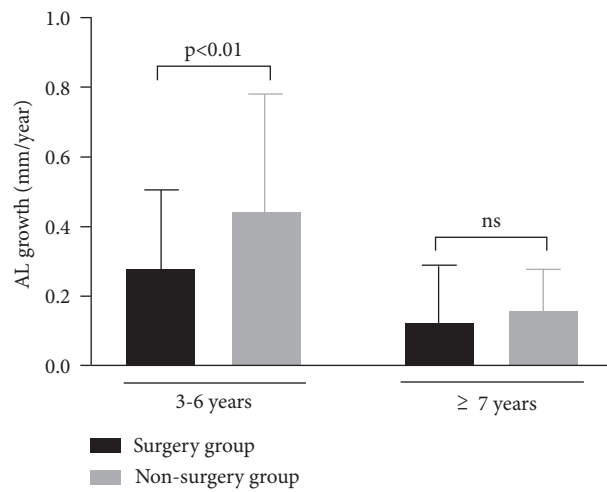 1.0
p<0.01
0.8
0.6
AL growth (mm/year)
0.4
ns
0.2
0.0
3-6 years
≥ 7 years
Surgery group
Non-surgery group